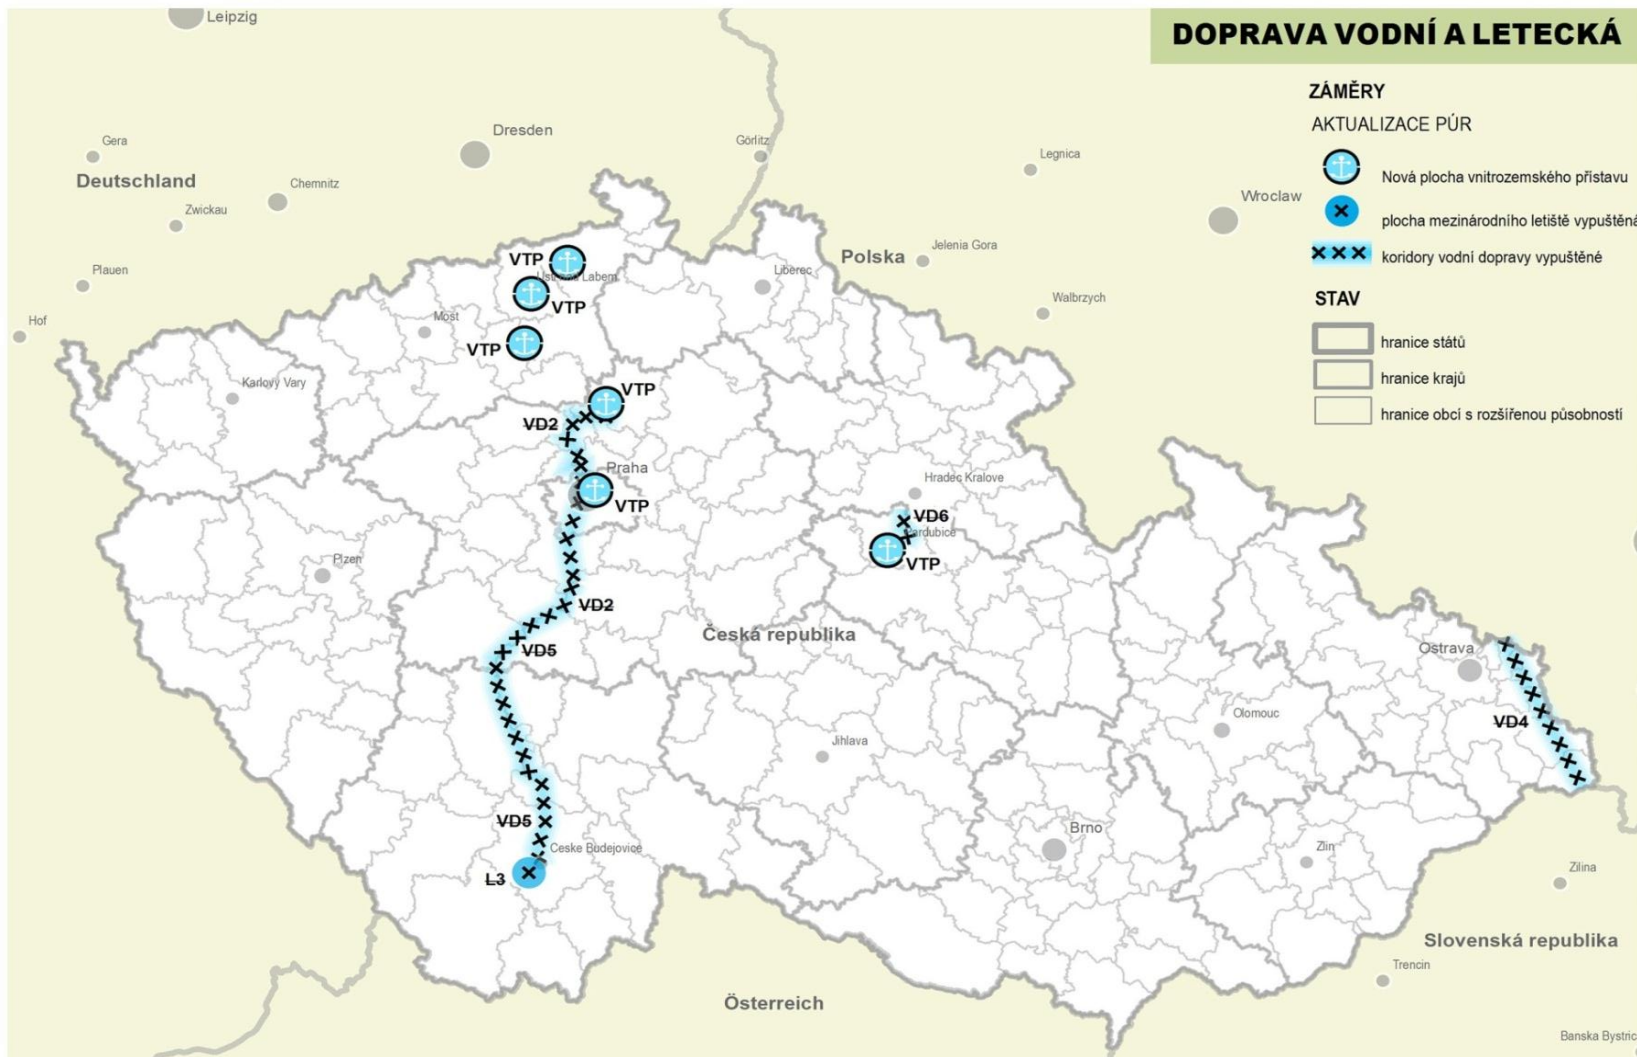 DOPRAVA VODNÍ A LETECKÁ
ZÁMĚRY
AKTUALIZACE PÚR
Nová plocha vnitrozemského přístavu
plocha mezinárodního letiště vypuštěná
koridory vodní dopravy vypuštěné
STAV
hranice států
hranice krajů
hranice obcí s rozšířenou působností
Leipzig
Dresden
Gera
Görlitz
Legnica
Deutschland
Chemnitz
Wroclaw
Zwickau
Jelenia Gora
Polska
VTP
Liberec
Plauen
Usti nad Labem
VTP
Walbrzych
Hof
Most
VTP
Karlovy Vary
VTP
VD2
Praha
VTP
Hradec Kralove
VD6
Pardubice
VTP
Plzen
VD2
Česká republika
VD5
Ostrava
Olomouc
VD4
Jihlava
VD5
Brno
Ceske Budejovice
Zlin
L3
Zilina
Slovenská republika
Trencin
Österreich
Banska Bystric